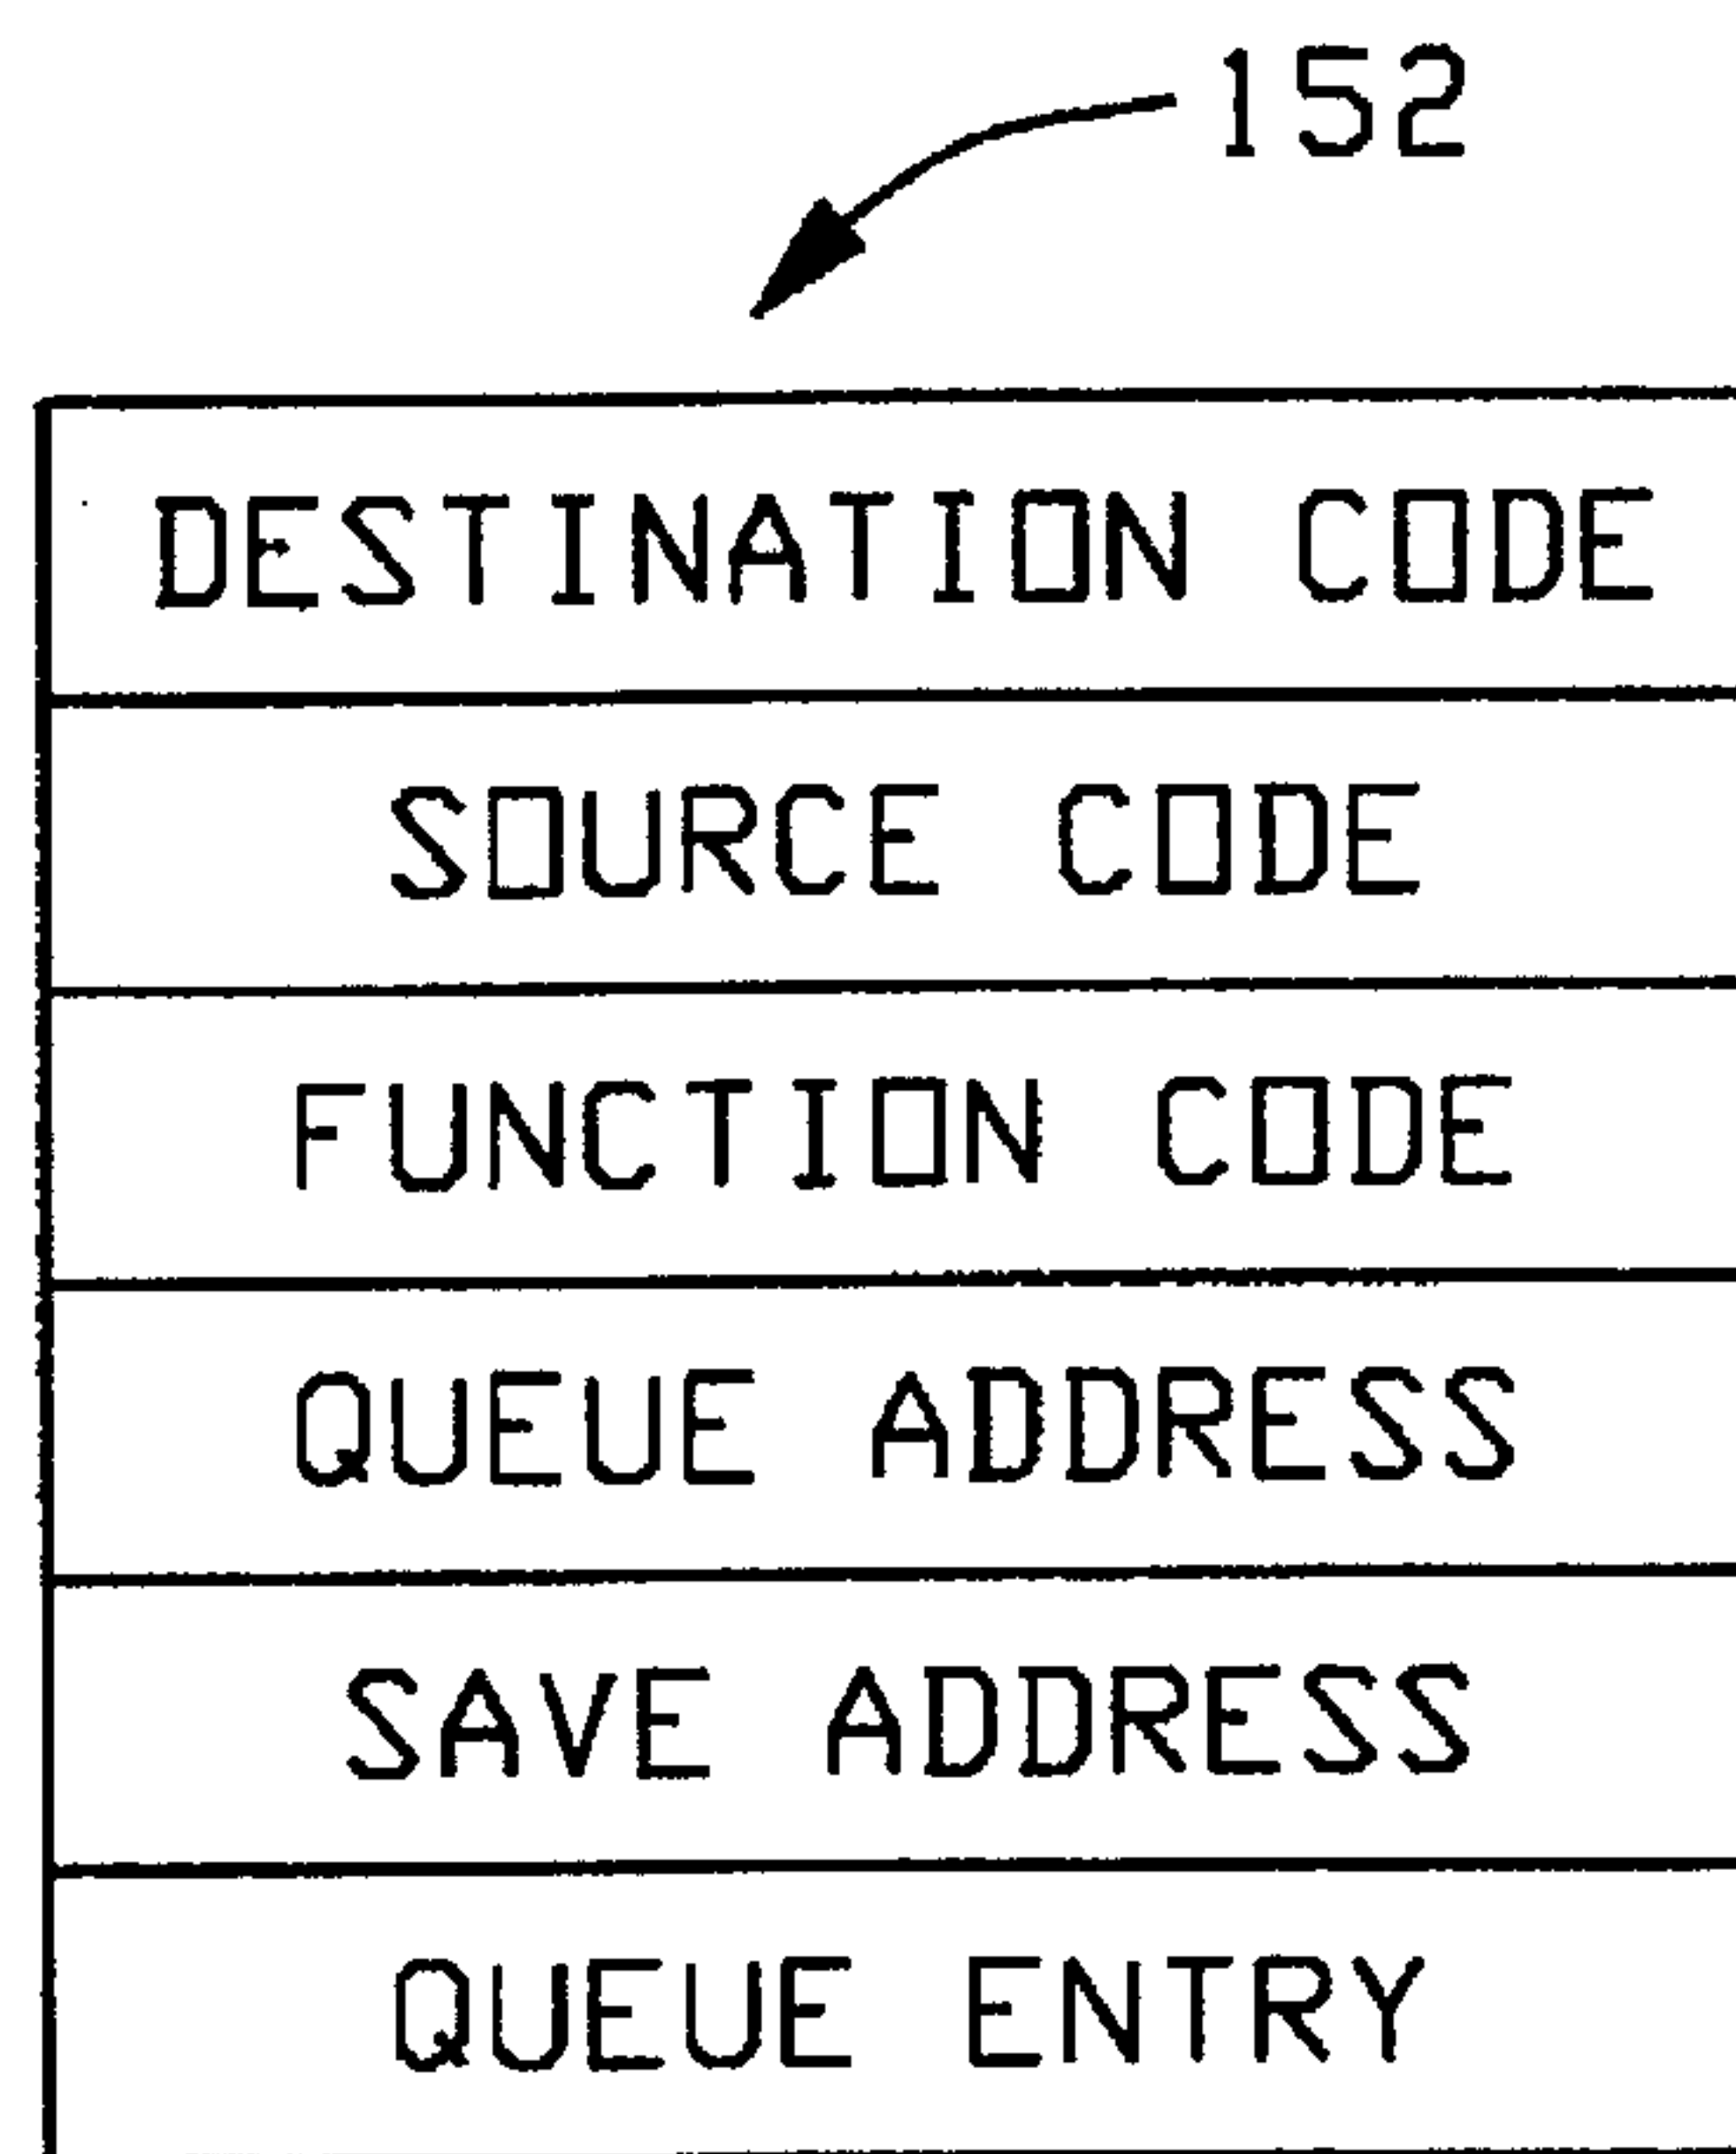 152
DESTINATION CODE
SOURCE CODE
FUNCTION CODE
QUEUE ADDRESS
SAVE ADDRESS
QUEUE ENTRY